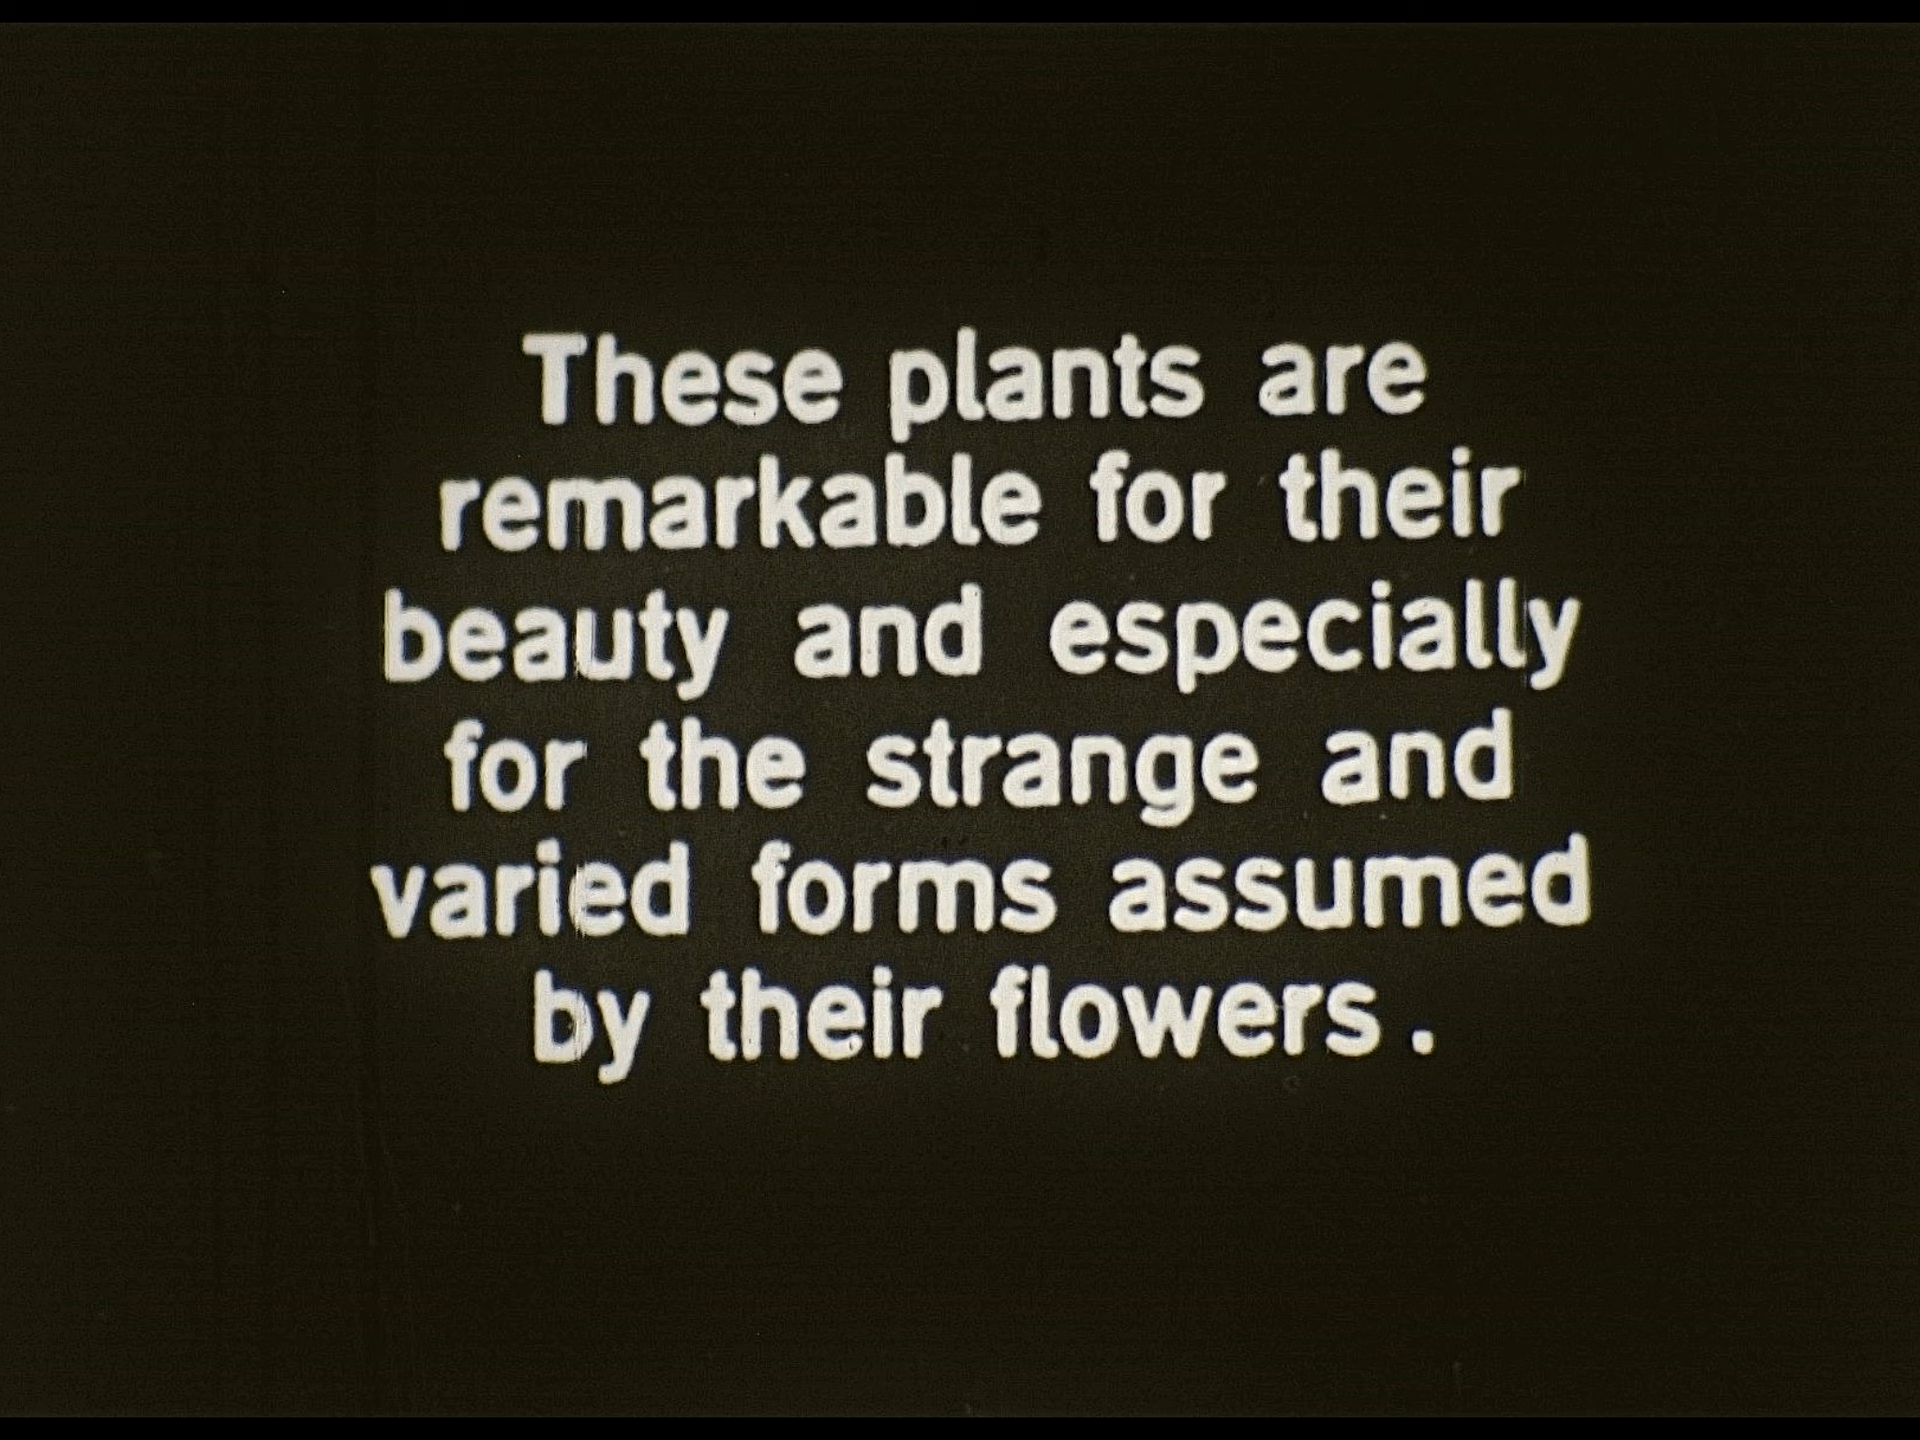 These plants are
remarkable for their
beauty and especially
for the strange and
varied forms assumed
by their flowers.